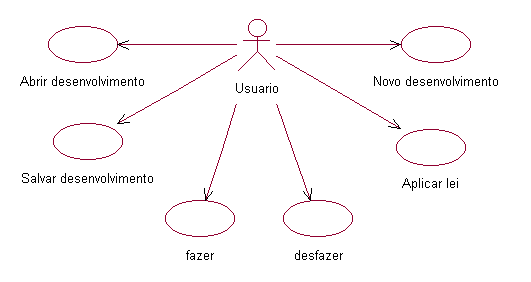 Abrir desenvolvimento
Usuario
Novo desenvolvimento
Salvar desenvolvimento
Aplicar lei
fazer
desfazer